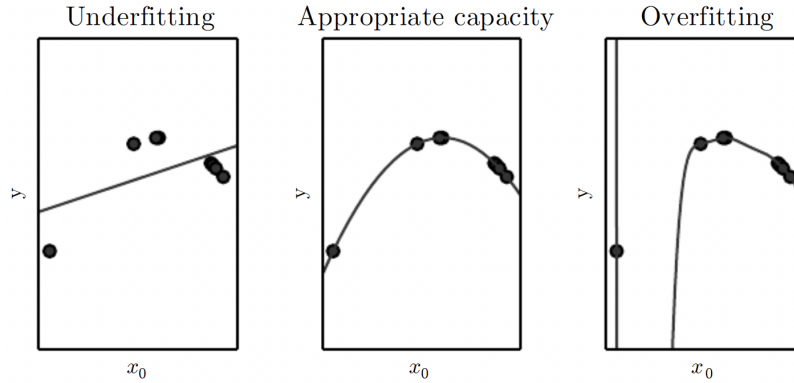 Underfitting
Appropriate capacity
Overfitting
y
y
y
x₀
x₀
x₀